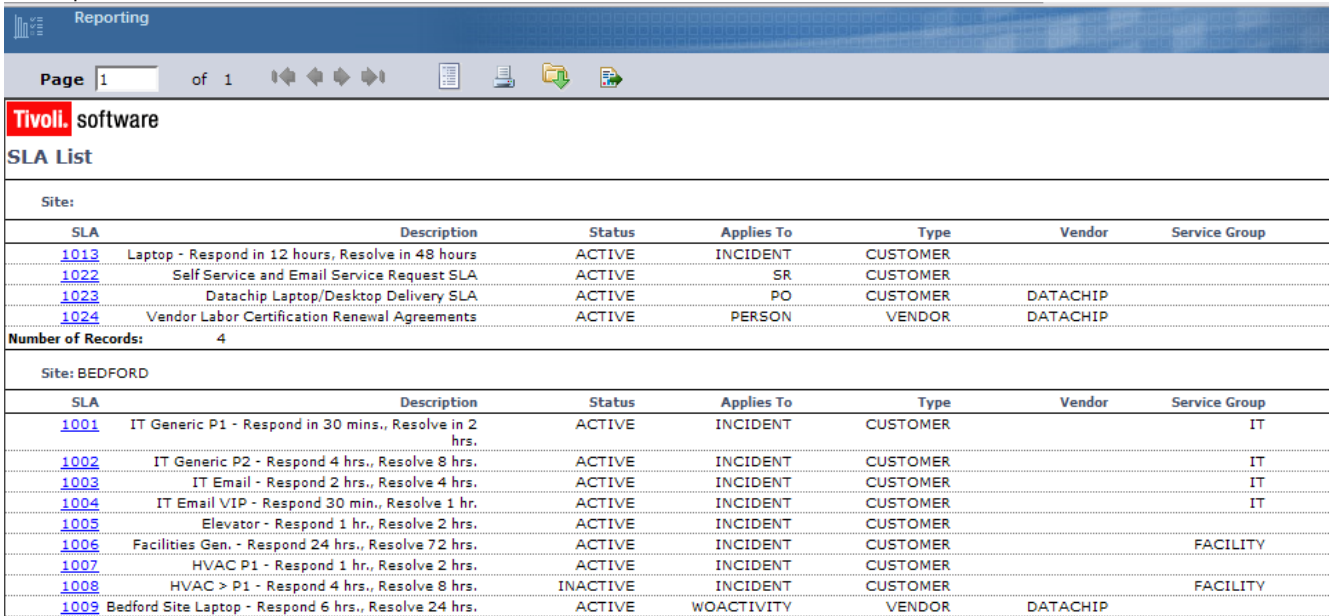 Reporting
Page 1 of 1
Tivoli. software
SLA List
Site:
SLA Description Status Applies To Type Vendor Service Group
1013 Laptop - Respond in 12 hours, Resolve in 48 hours ACTIVE INCIDENT CUSTOMER
1022 Self Service and Email Service Request SLA ACTIVE SR CUSTOMER
1023 Datachip Laptop/Desktop Delivery SLA ACTIVE PO CUSTOMER DATACHIP
1024 Vendor Labor Certification Renewal Agreements ACTIVE PERSON VENDOR DATACHIP
Number of Records: 4
Site: BEDFORD
SLA Description Status Applies To Type Vendor Service Group
1001 IT Generic P1 - Respond in 30 mins., Resolve in 2 ACTIVE INCIDENT CUSTOMER IT
hrs.
1002 IT Generic P2 - Respond 4 hrs., Resolve 8 hrs. ACTIVE INCIDENT CUSTOMER IT
1003 IT Email - Respond 2 hrs., Resolve 4 hrs. ACTIVE INCIDENT CUSTOMER IT
1004 IT Email VIP - Respond 30 min., Resolve 1 hr. ACTIVE INCIDENT CUSTOMER IT
1005 Elevator - Respond 1 hr., Resolve 2 hrs. ACTIVE INCIDENT CUSTOMER
1006 Facilities Gen. - Respond 24 hrs., Resolve 72 hrs. ACTIVE INCIDENT CUSTOMER FACILITY
1007 HVAC P1 - Respond 1 hr., Resolve 2 hrs. ACTIVE INCIDENT CUSTOMER
1008 HVAC > P1 - Respond 4 hrs., Resolve 8 hrs. INACTIVE INCIDENT CUSTOMER FACILITY
1009 Bedford Site Laptop - Respond 6 hrs., Resolve 24 hrs. ACTIVE WOACTIVITY VENDOR DATACHIP